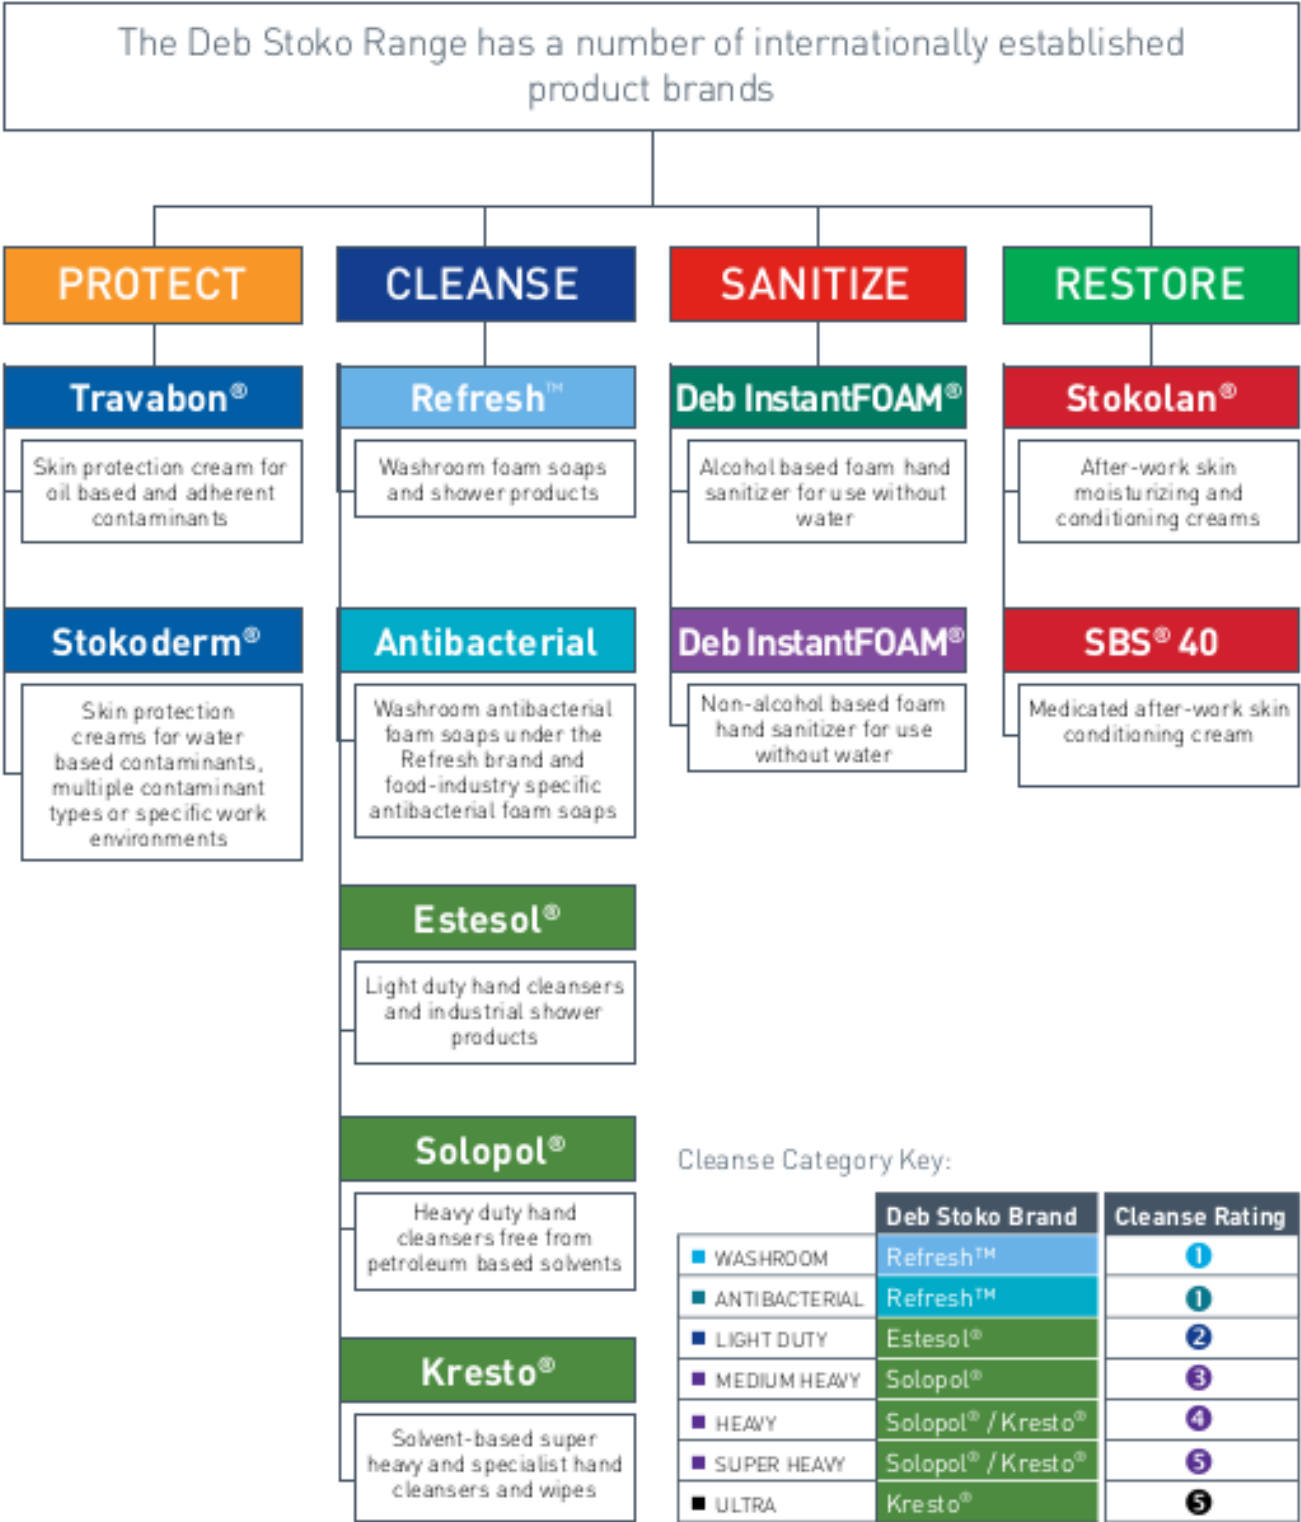 The Deb Stoko Range has a number of internationally established
product brands
PROTECT
Travabon®
Skin protection cream for
oil based and adherent
contaminants
Stokoderm®
Skin protection
creams for water
based contaminants,
multiple contaminant
types or specific work
environments
CLEANSE
Refresh™
Washroom foam soaps
and shower products
Antibacterial
Washroom antibacterial
foam soaps under the
Refresh brand and
food-industry specific
antibacterial foam soaps
Estesol®
Light duty hand cleansers
and industrial shower
products
Solopol®
Heavy duty hand
cleansers free from
petroleum based solvents
Kresto®
Solvent-based super
heavy and specialist hand
cleansers and wipes
SANITIZE
Deb InstantFOAM®
Alcohol based foam hand
sanitizer for use without
water
Deb InstantFOAM®
Non-alcohol based foam
hand sanitizer for use
without water
RESTORE
Stokolan®
After-work skin
moisturizing and
conditioning creams
SBS® 40
Medicated after-work skin
conditioning cream
Cleanse Category Key:
Deb Stoko Brand Cleanse Rating
WASHROOM Refresh™ 1
ANTIBACTERIAL Refresh™ 1
LIGHT DUTY Estesol® 2
MEDIUM HEAVY Solopol® 3
HEAVY Solopol® / Kresto® 4
SUPER HEAVY Solopol® / Kresto® 5
ULTRA Kresto® 5